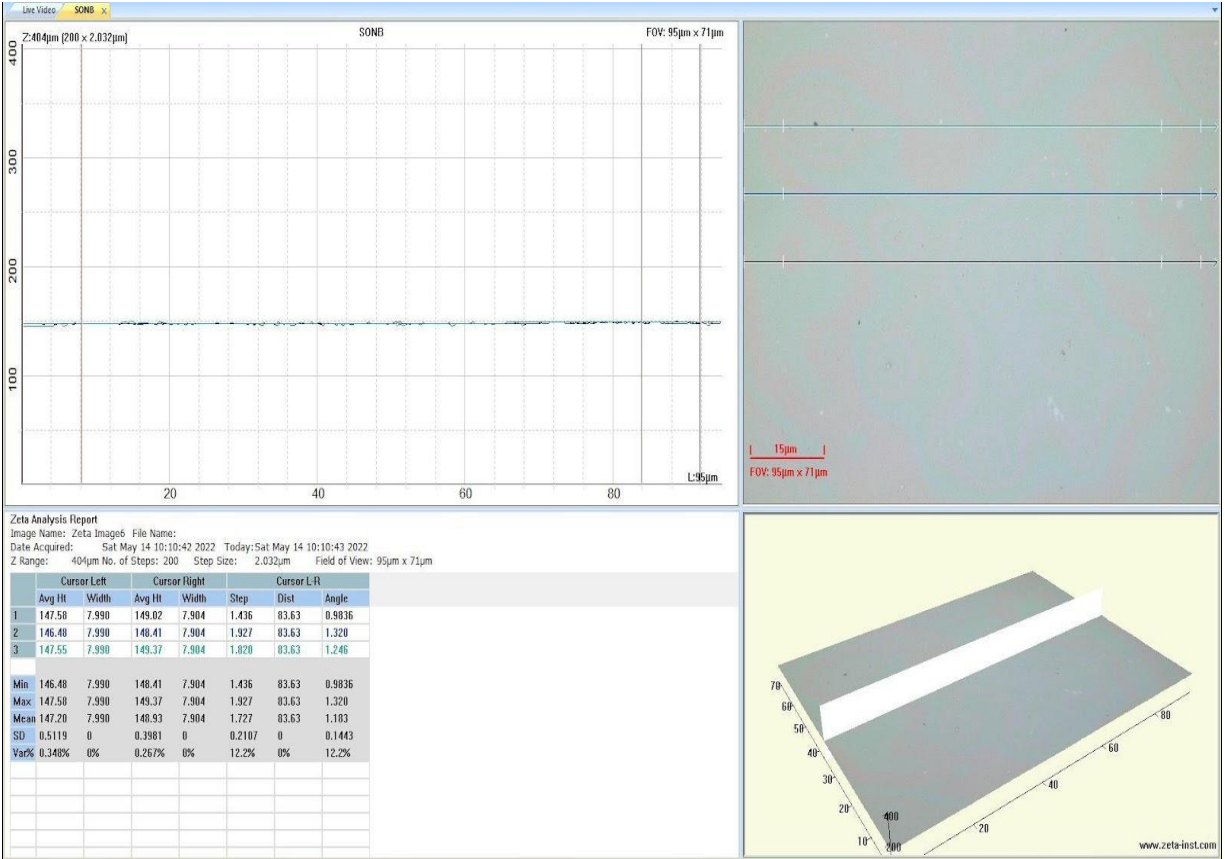 Live Video SONB x
Z:404µm (200 x 2.032µm) SONB FOV: 95µm x 71µm
400
300
200
100
L:95µm
20 40 60 80
15µm
FOV: 95µm x 71µm
Zeta Analysis Report
Image Name: Zeta Image6 File Name:
Date Acquired: Sat May 14 10:10:42 2022 Today:Sat May 14 10:10:43 2022
Z Range: 404µm No. of Steps: 200 Step Size: 2.032µm Field of View: 95µm x 71µm
Cursor Left Cursor Right Cursor L-R
Avg Ht Width Avg Ht Width Step Dist Angle
1 147.58 7.990 149.02 7.904 1.436 83.63 0.9836
2 146.48 7.990 148.41 7.904 1.927 83.63 1.320
3 147.55 7.990 149.37 7.904 1.820 83.63 1.246
Min 146.48 7.990 148.41 7.904 1.436 83.63 0.9836
Max 147.58 7.990 149.37 7.904 1.927 83.63 1.320
Mean 147.20 7.990 148.93 7.904 1.727 83.63 1.183
SD 0.5119 0 0.3981 0 0.2107 0 0.1443
Var% 0.348% 0% 0.267% 0% 12.2% 0% 12.2%
70
60
50
40
30
20
10
400
200
20
40
60
80
www.zeta-inst.com